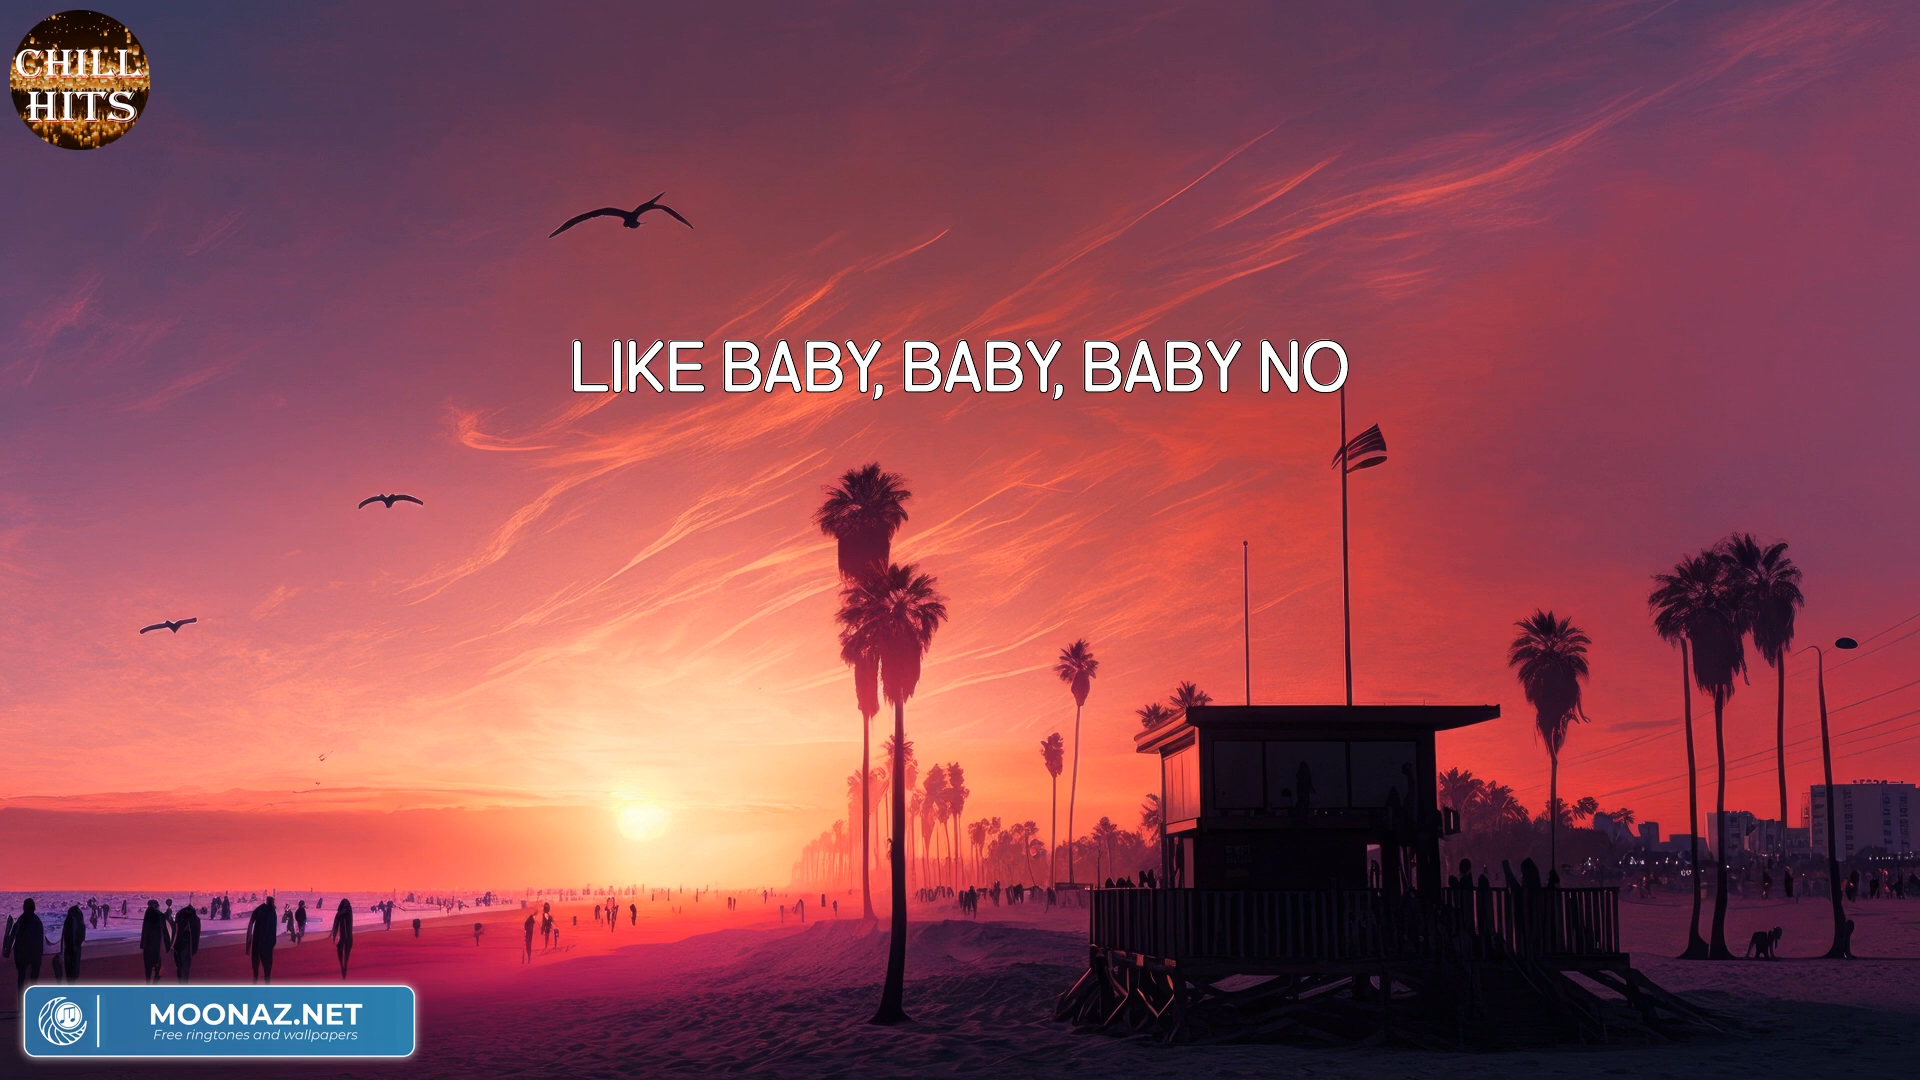 CHILL
HITS
LIKE BABY, BABY, BABY NO
MOONAZ.NET
Free ringtones and wallpapers